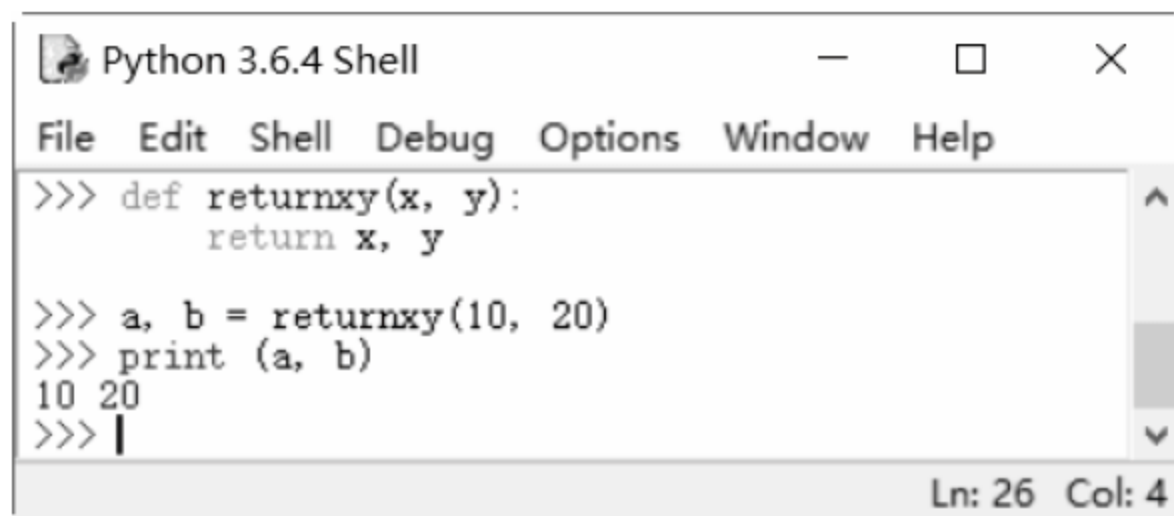 Python 3.6.4 Shell
File Edit Shell Debug Options Window Help
>>> def returnxy(x, y):
        return x, y
>>> a, b = returnxy(10, 20)
>>> print (a, b)
10 20
>>>
Ln: 26 Col: 4